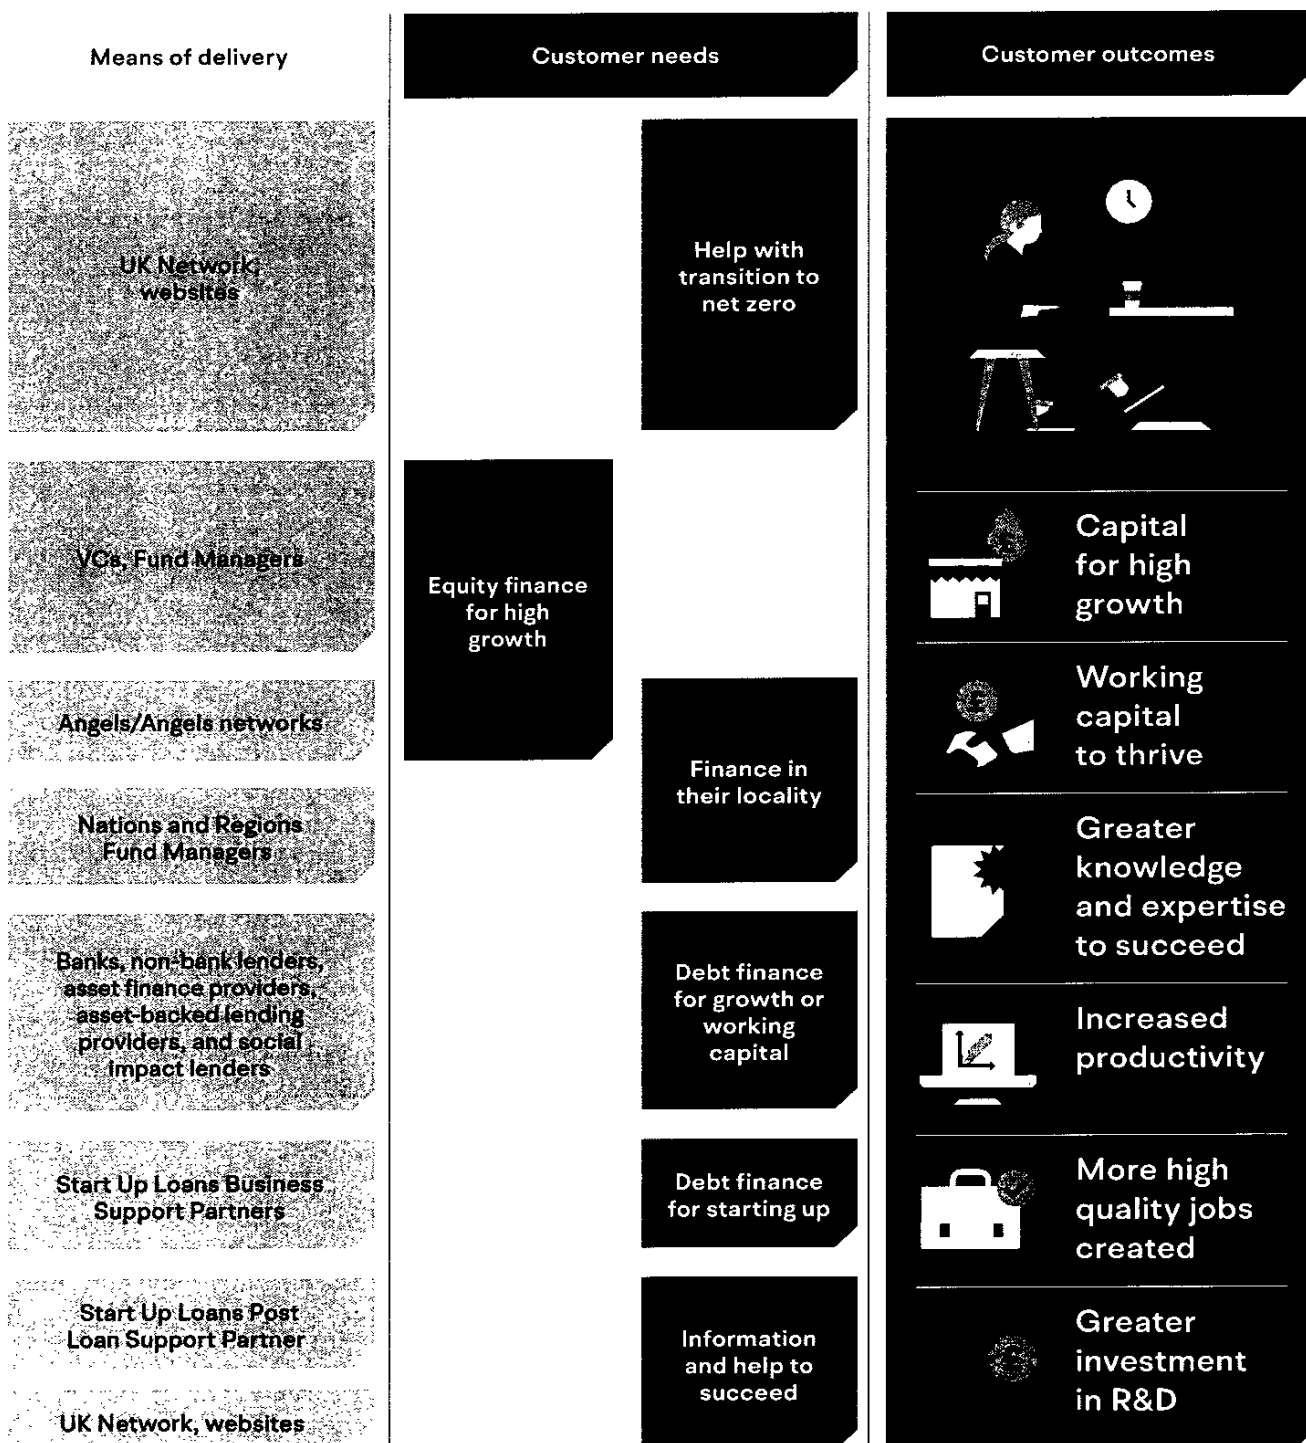 Means of delivery
Customer needs
Customer outcomes
UK Network,
websites
Help with
transition to
net zero
VCs, Fund Managers
Equity finance
for high
growth
Angels/Angels networks
Finance in
their locality
Nations and Regions
Fund Managers
Banks, non-bank lenders,
asset finance providers,
asset-backed lending
providers, and social
impact lenders
Debt finance
for growth or
working
capital
Start Up Loans Business
Support Partners
Debt finance
for starting up
Start Up Loans Post
Loan Support Partner
UK Network, websites
Information
and help to
succeed
Capital
for high
growth
£
Working
capital
to thrive
Greater
knowledge
and expertise
to succeed
Increased
productivity
More high
quality jobs
created
Greater
investment
in R&D